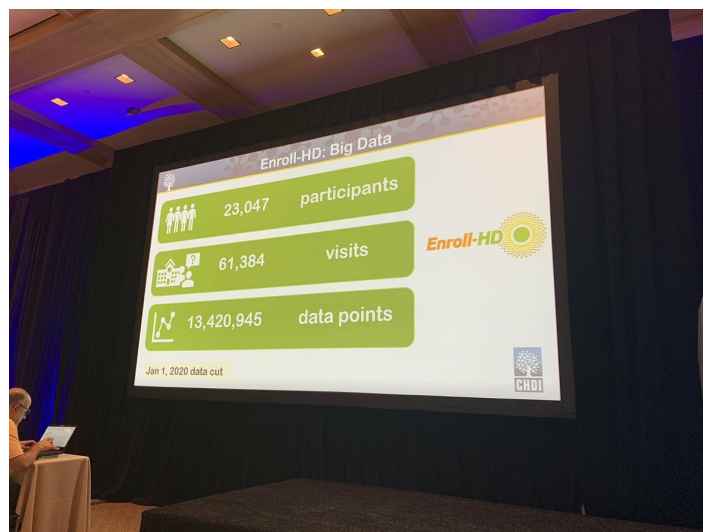 Enroll-HD: Big Data
23,047 participants
?
61,384 visits
Enroll-HD
13,420,945 data points
Jan 1, 2020 data cut
CHDI